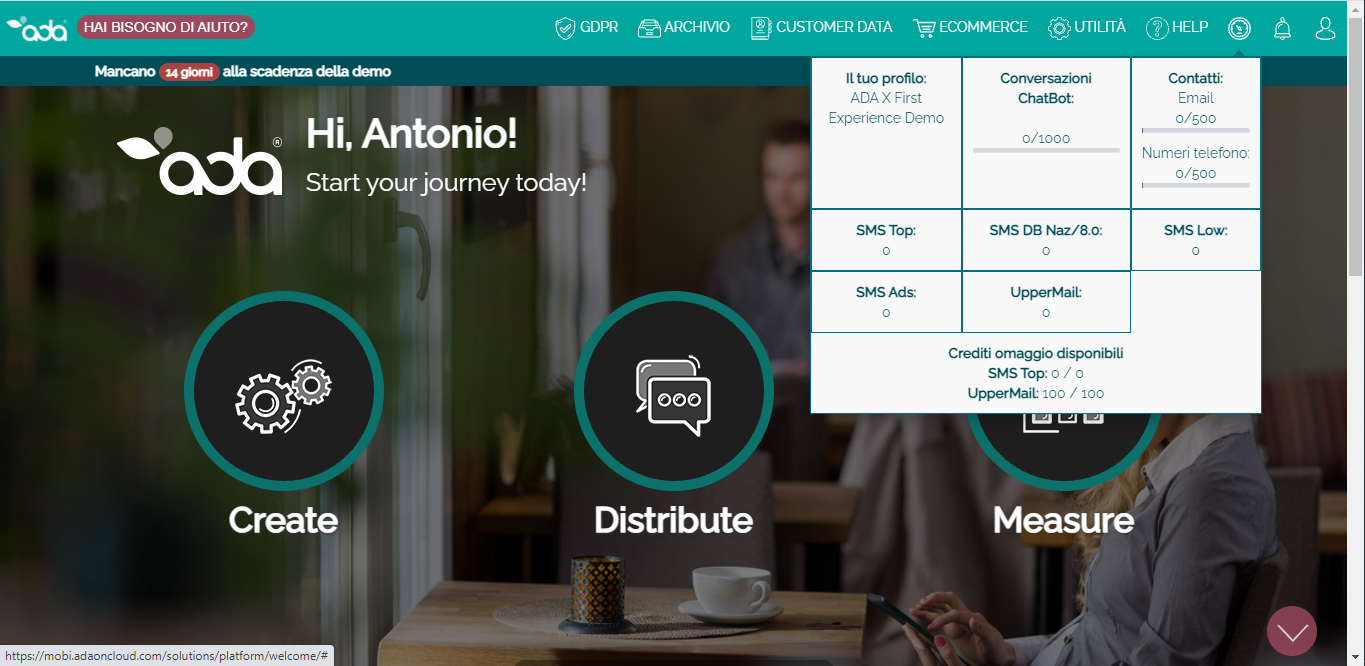 ada
HAI BISOGNO DI AIUTO?
GDPR
ARCHIVIO
CUSTOMER DATA
ECOMMERCE
UTILITÀ
HELP
Mancano 14 giorni alla scadenza della demo
ada®
Hi, Antonio!
Start your journey today!
Il tuo profilo:
ADA X First
Experience Demo
Conversazioni
ChatBot:
0/1000
Contatti:
Email
0/500
Numeri telefono:
0/500
SMS Top:
0
SMS DB Naz/8.0:
0
SMS Low:
0
SMS Ads:
0
UpperMail:
0
Crediti omaggio disponibili
SMS Top: 0 / 0
UpperMail: 100 / 100
Create
Distribute
Measure
https://mobi.adaoncloud.com/solutions/platform/welcome/#